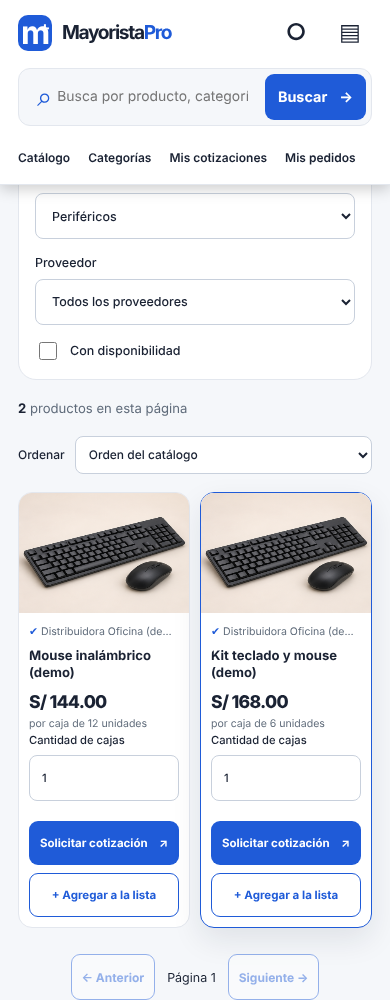 m MayoristaPro
Busca por producto, categorí
Buscar →
Catálogo Categorías Mis cotizaciones Mis pedidos
Periféricos
Proveedor
Todos los proveedores
Con disponibilidad
2 productos en esta página
Ordenar Orden del catálogo
✔ Distribuidora Oficina (de...
Mouse inalámbrico
(demo)
S/ 144.00
por caja de 12 unidades
Cantidad de cajas
1
Solicitar cotización ↗
+ Agregar a la lista
✔ Distribuidora Oficina (de...
Kit teclado y mouse
(demo)
S/ 168.00
por caja de 6 unidades
Cantidad de cajas
1
Solicitar cotización ↗
+ Agregar a la lista
← Anterior Página 1 Siguiente →